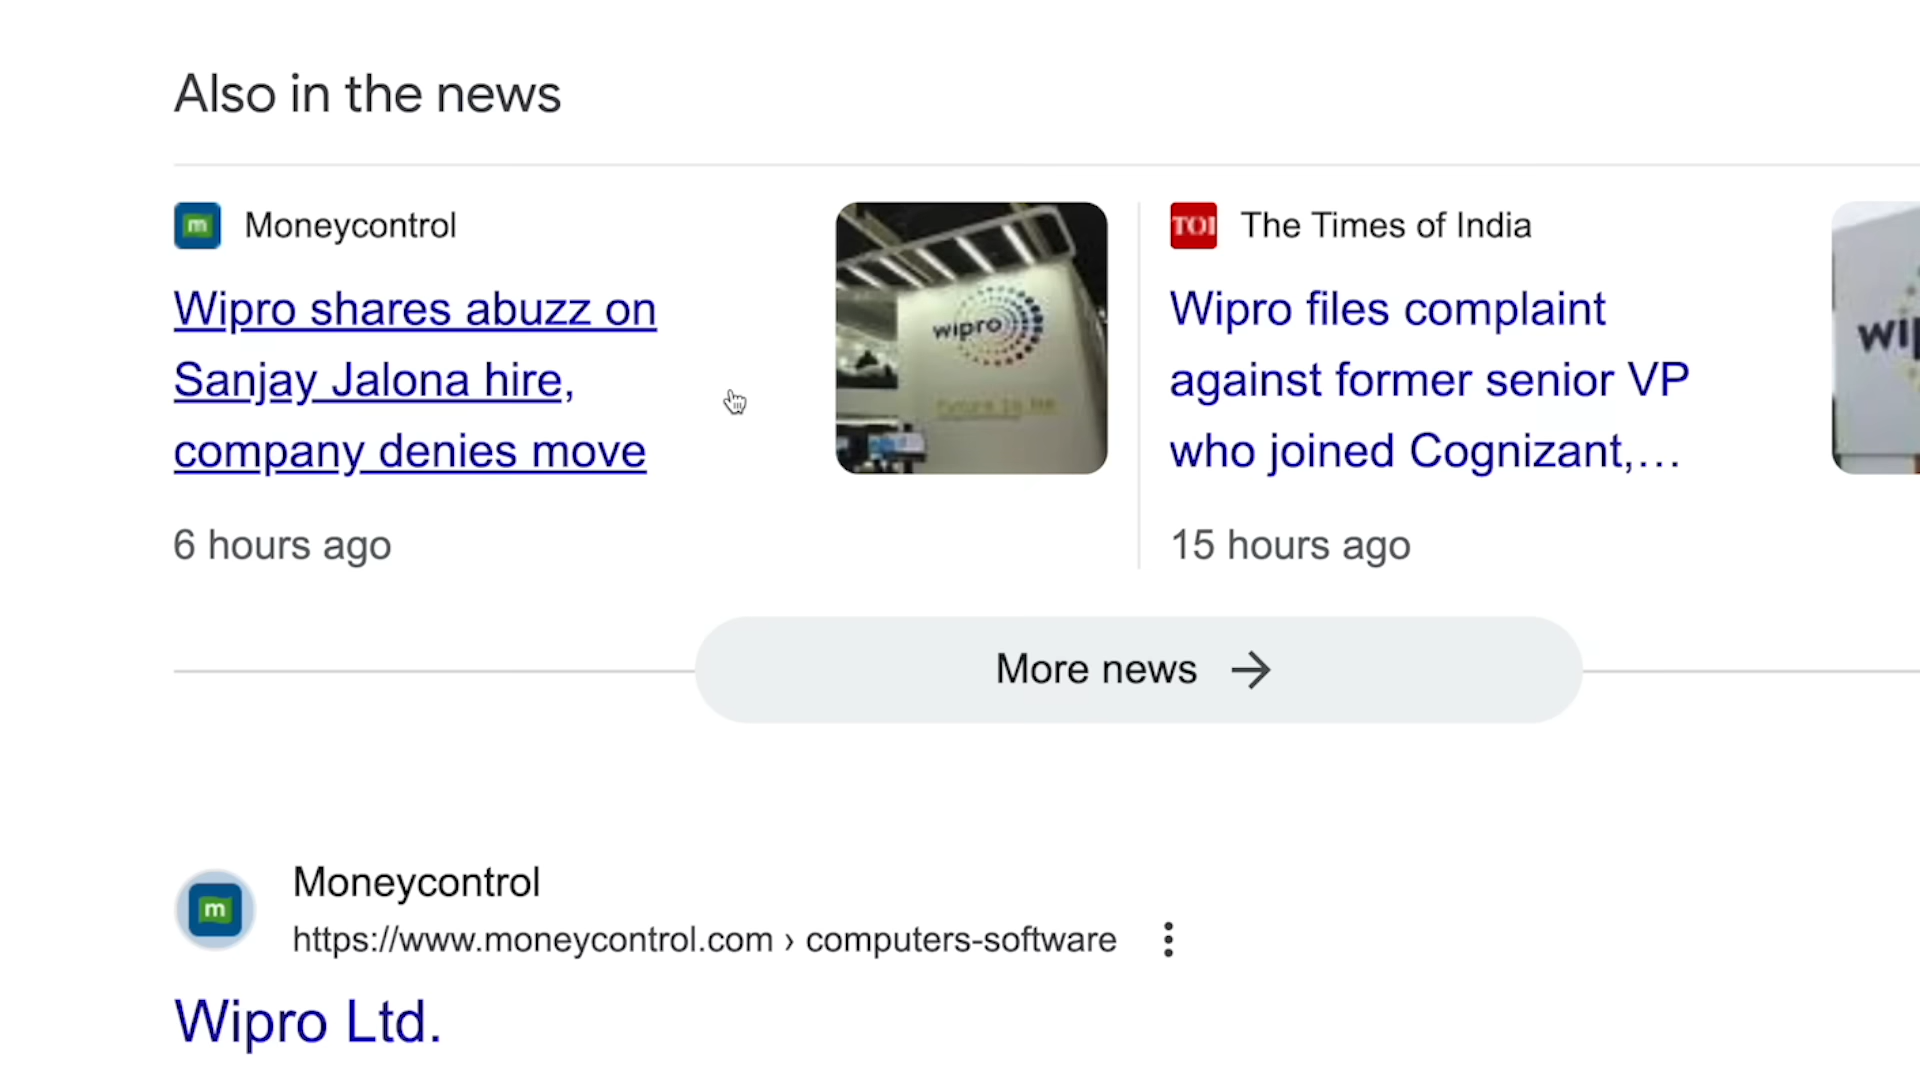 Also in the news
m Moneycontrol
Wipro shares abuzz on
Sanjay Jalona hire,
company denies move
6 hours ago
wipro
TOI The Times of India
Wipro files complaint
against former senior VP
who joined Cognizant,...
15 hours ago
wip
More news →
m Moneycontrol
https://www.moneycontrol.com › computers-software
Wipro Ltd.